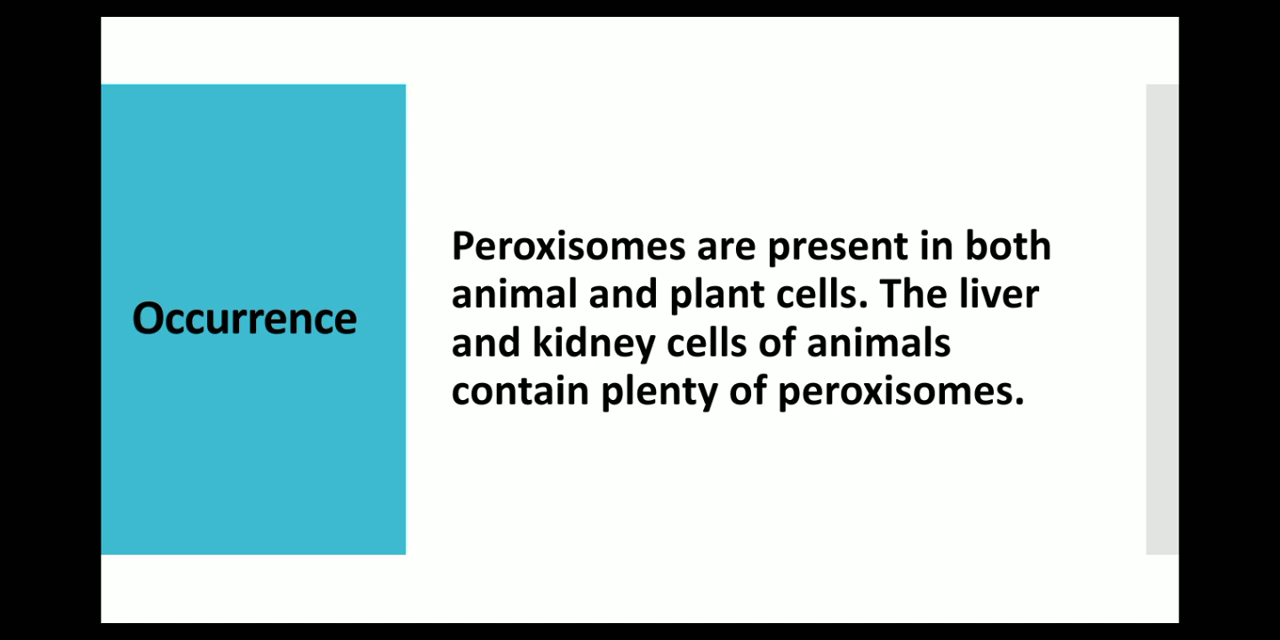 Occurrence
Peroxisomes are present in both
animal and plant cells. The liver
and kidney cells of animals
contain plenty of peroxisomes.